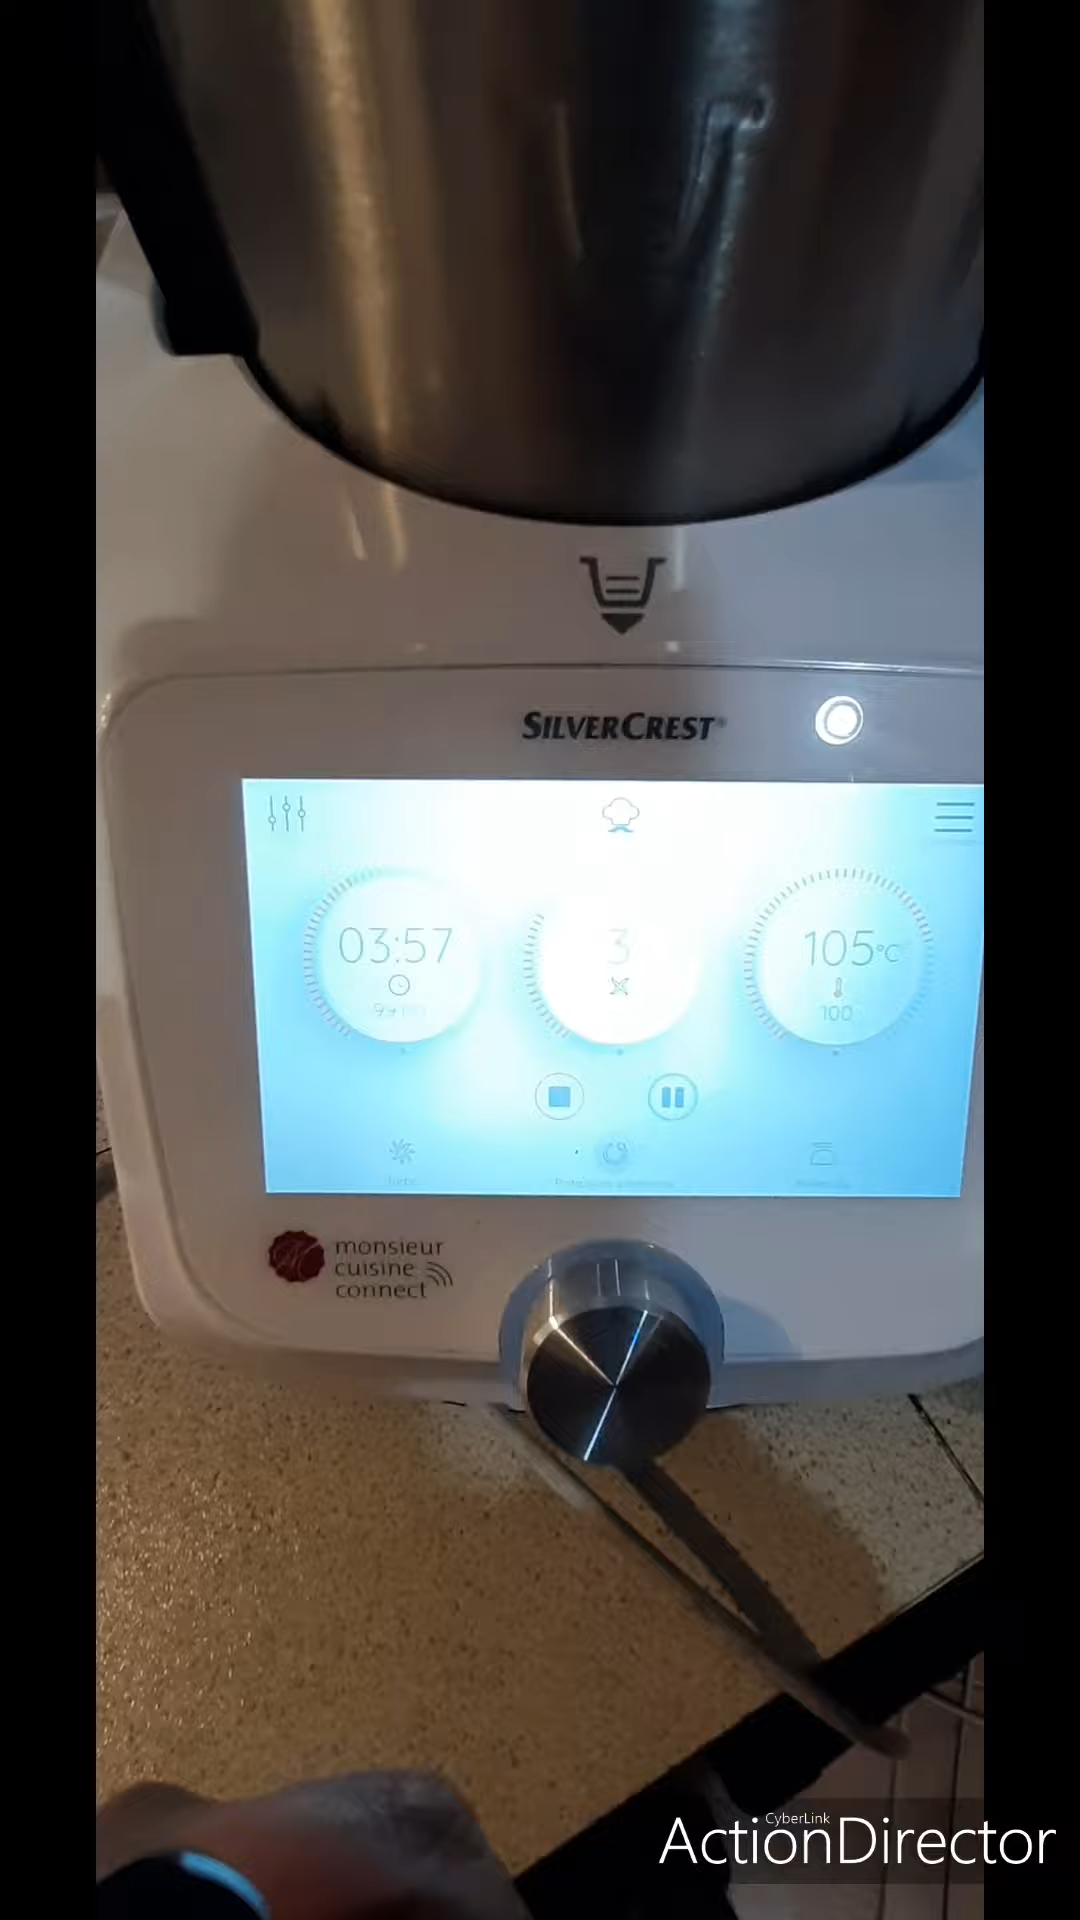 SILVERCREST
03:57
3
105°C
100
monsieur
cuisine
connect
CyberLink
ActionDirector